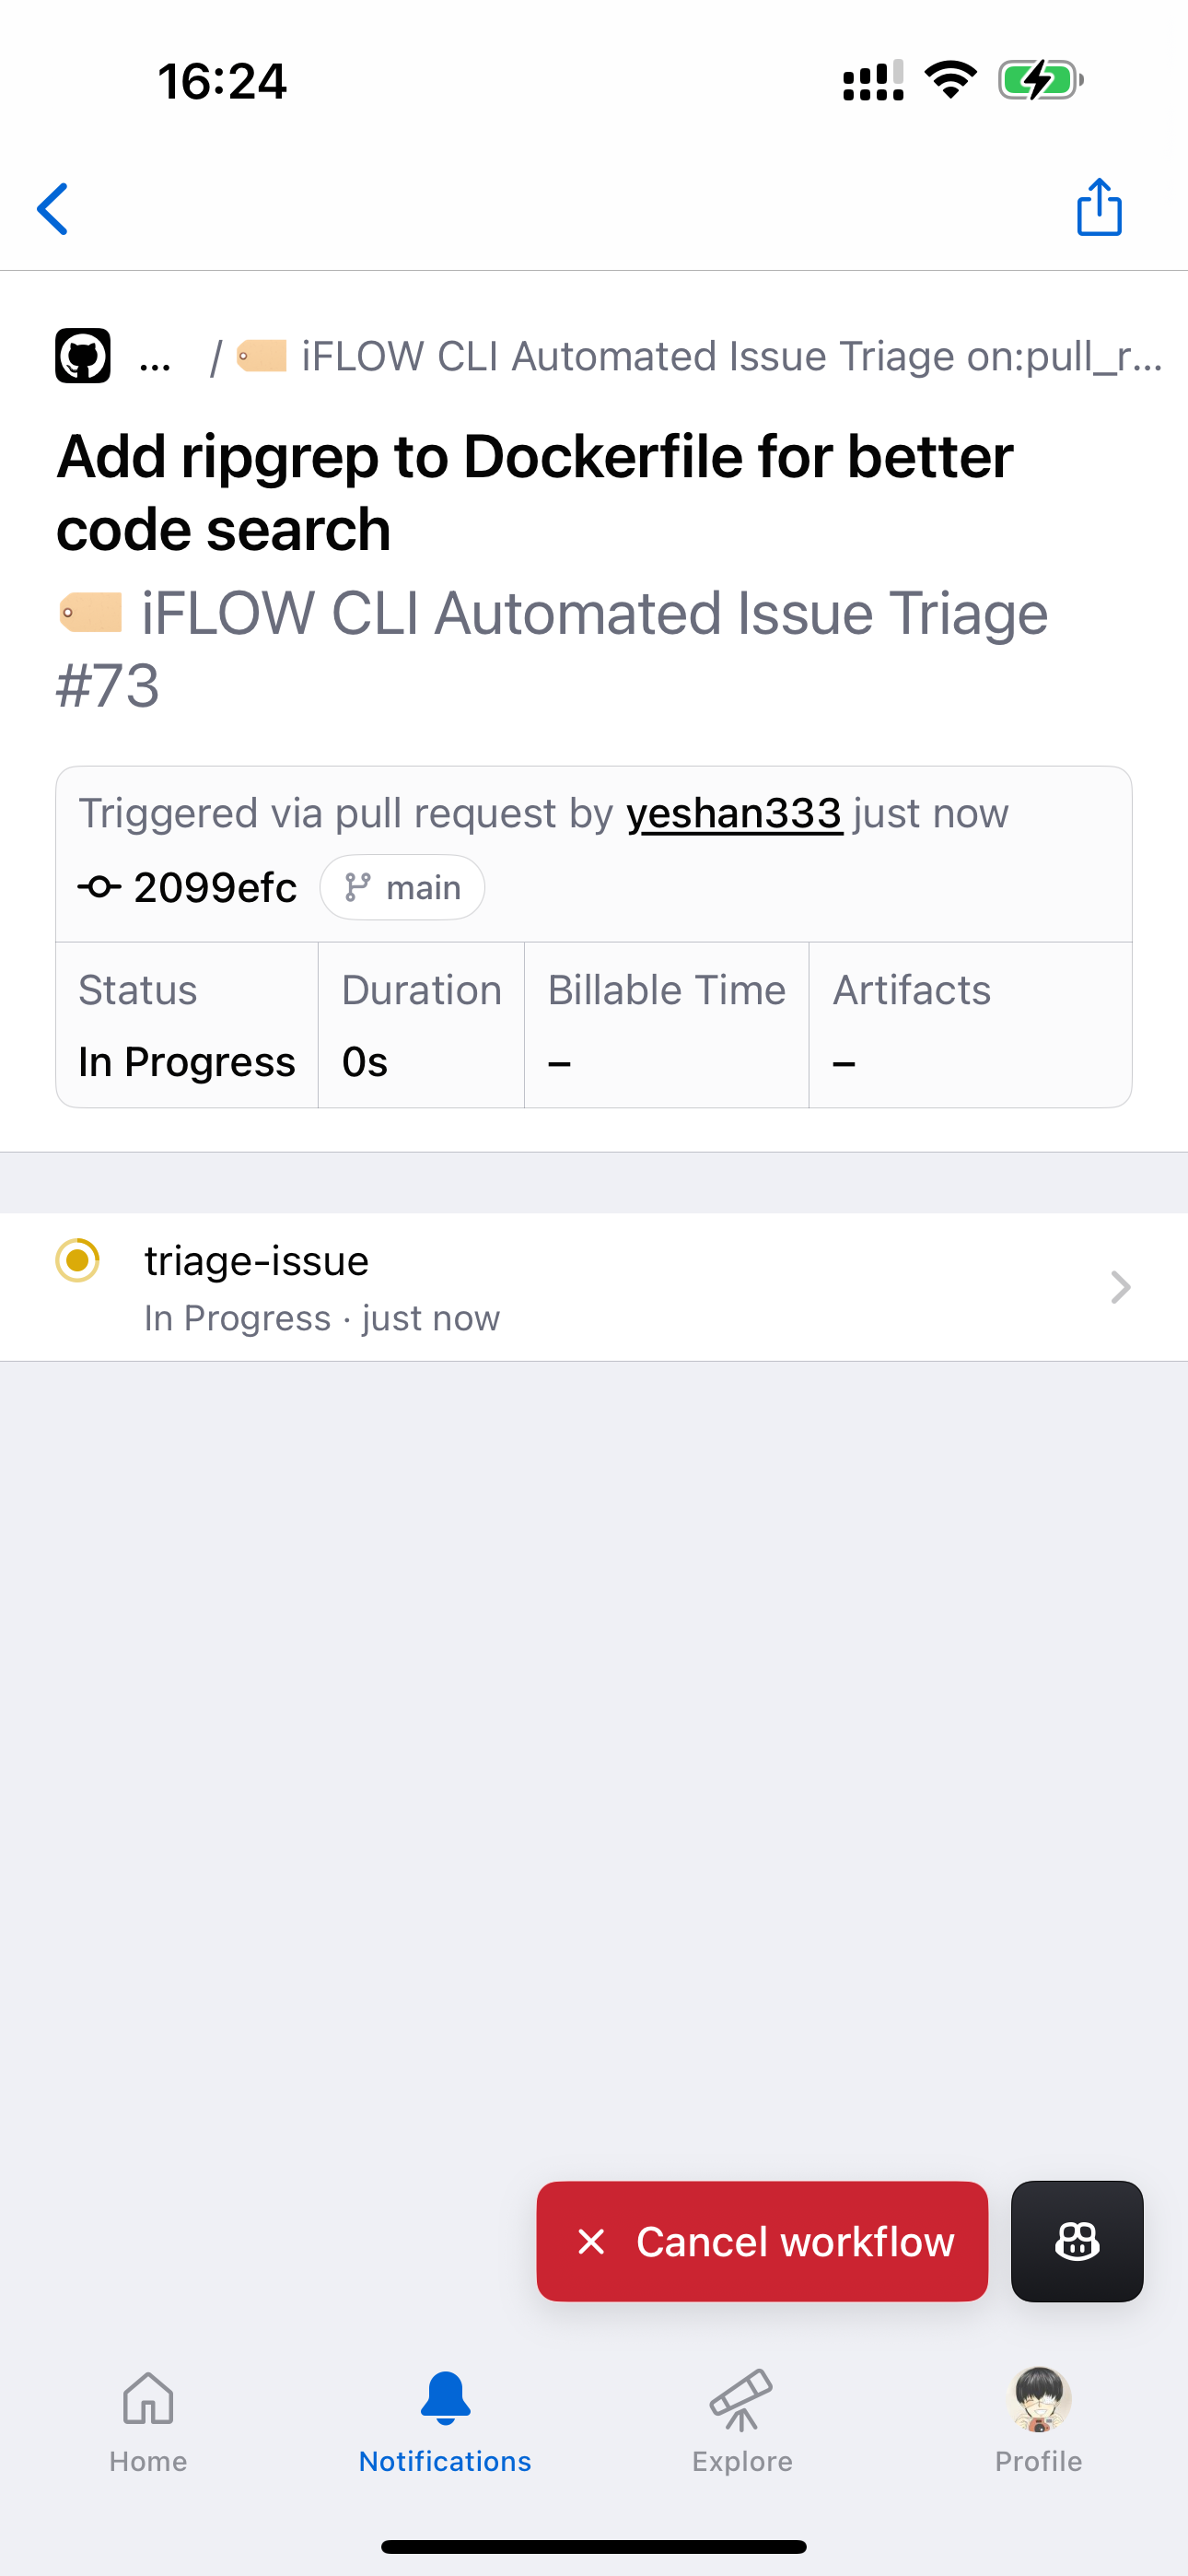 16:24
... / 🏷️ iFLOW CLI Automated Issue Triage on:pull_r...
Add ripgrep to Dockerfile for better
code search
🏷️ iFLOW CLI Automated Issue Triage
#73
Triggered via pull request by yeshan333 just now
2099efc main
Status Duration Billable Time Artifacts
In Progress 0s – –
triage-issue
In Progress · just now
Cancel workflow
Home Notifications Explore Profile